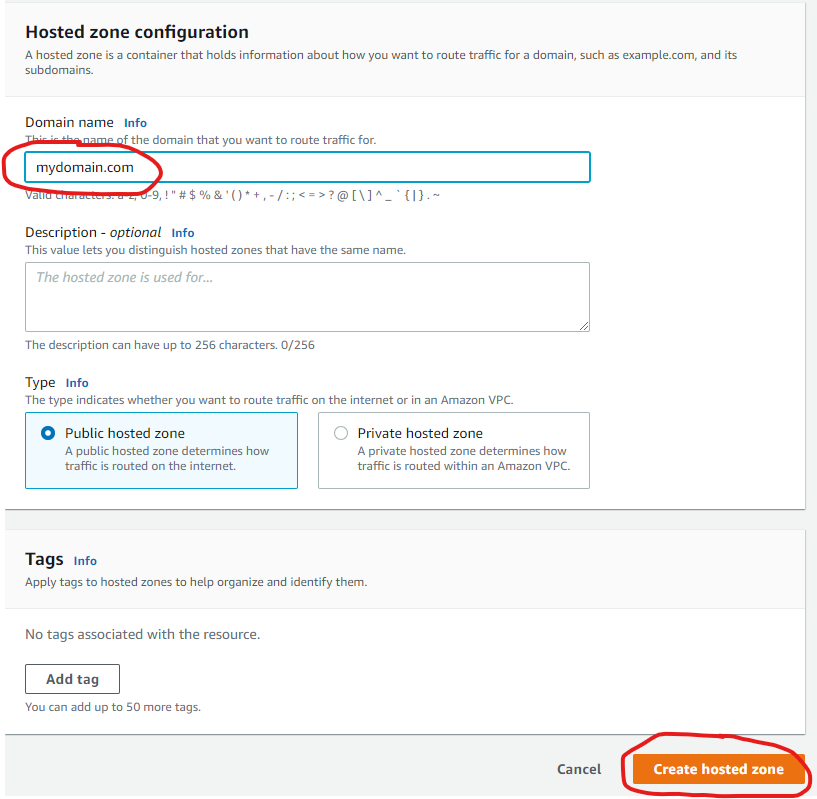 Hosted zone configuration
A hosted zone is a container that holds information about how you want to route traffic for a domain, such as example.com, and its
subdomains.
Domain name Info
This is the name of the domain that you want to route traffic for.
mydomain.com
Valid characters: a-z, 0-9, ! " # $ % & ' ( ) * + , - / : ; < = > ? @ [ \ ] ^ _ ` { | } . ~
Description - optional Info
This value lets you distinguish hosted zones that have the same name.
The hosted zone is used for...
The description can have up to 256 characters. 0/256
Type Info
The type indicates whether you want to route traffic on the internet or in an Amazon VPC.
Public hosted zone
A public hosted zone determines how
traffic is routed on the internet.
Private hosted zone
A private hosted zone determines how
traffic is routed within an Amazon VPC.
Tags Info
Apply tags to hosted zones to help organize and identify them.
No tags associated with the resource.
Add tag
You can add up to 50 more tags.
Cancel Create hosted zone